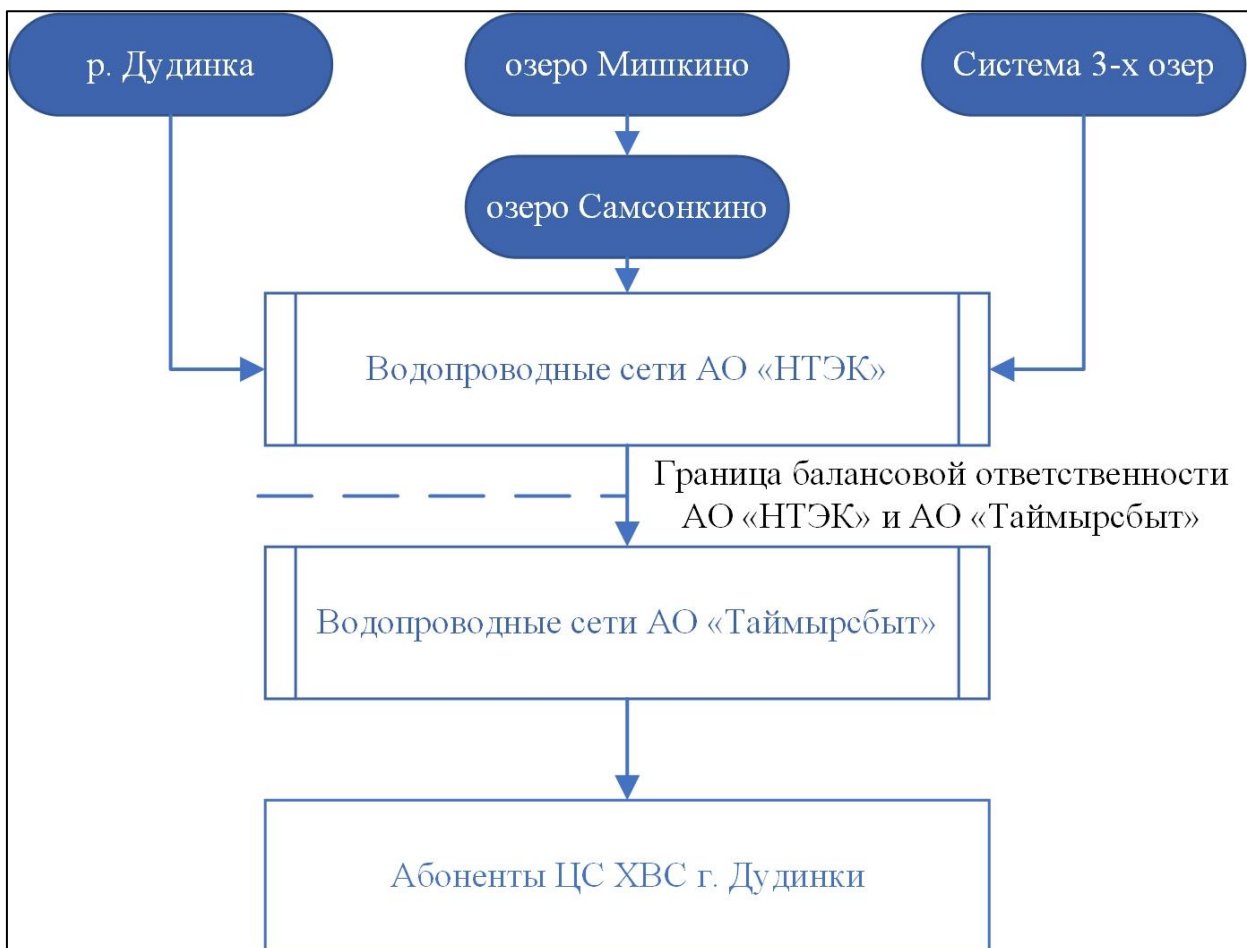 р. Дудинка
озеро Мишкино
Система 3-х озер
озеро Самсонкино
Водопроводные сети АО «НТЭК»
Граница балансовой ответственности
АО «НТЭК» и АО «Таймырсбыт»
Водопроводные сети АО «Таймырсбыт»
Абоненты ЦС ХВС г. Дудинки